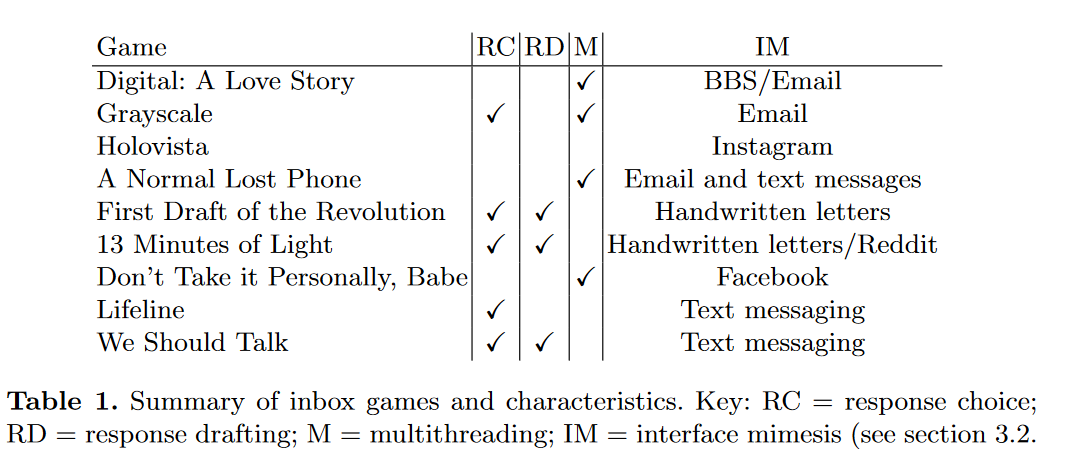 Game RC RD M IM
Digital: A Love Story ✓ BBS/Email
Grayscale ✓ ✓ Email
Holovista Instagram
A Normal Lost Phone ✓ Email and text messages
First Draft of the Revolution ✓ ✓ Handwritten letters
13 Minutes of Light ✓ ✓ Handwritten letters/Reddit
Don't Take it Personally, Babe ✓ Facebook
Lifeline ✓ Text messaging
We Should Talk ✓ ✓ Text messaging
Table 1. Summary of inbox games and characteristics. Key: RC = response choice;
RD = response drafting; M = multithreading; IM = interface mimesis (see section 3.2.